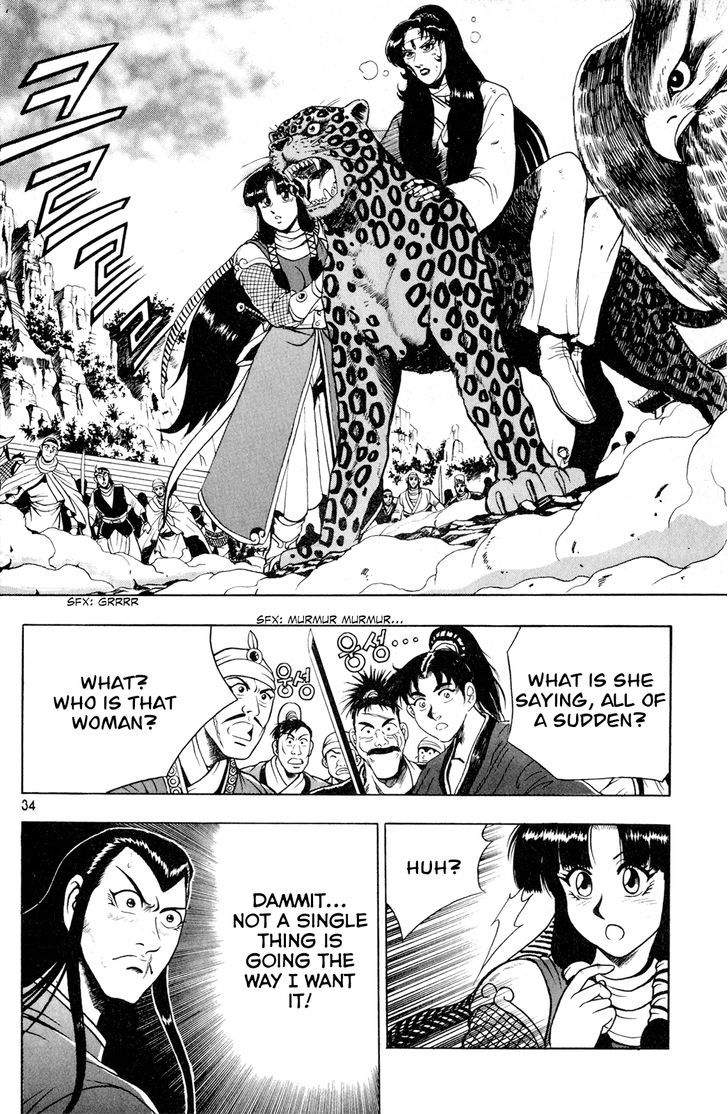 크르르르르
SFX: GRRRR
SFX: MURMUR MURMUR...
WHAT?
WHO IS THAT
WOMAN?
웅성
웅성...
WHAT IS SHE
SAYING, ALL OF
A SUDDEN?
34
DAMMIT...
NOT A SINGLE
THING IS
GOING THE
WAY I WANT
IT!
HUH?